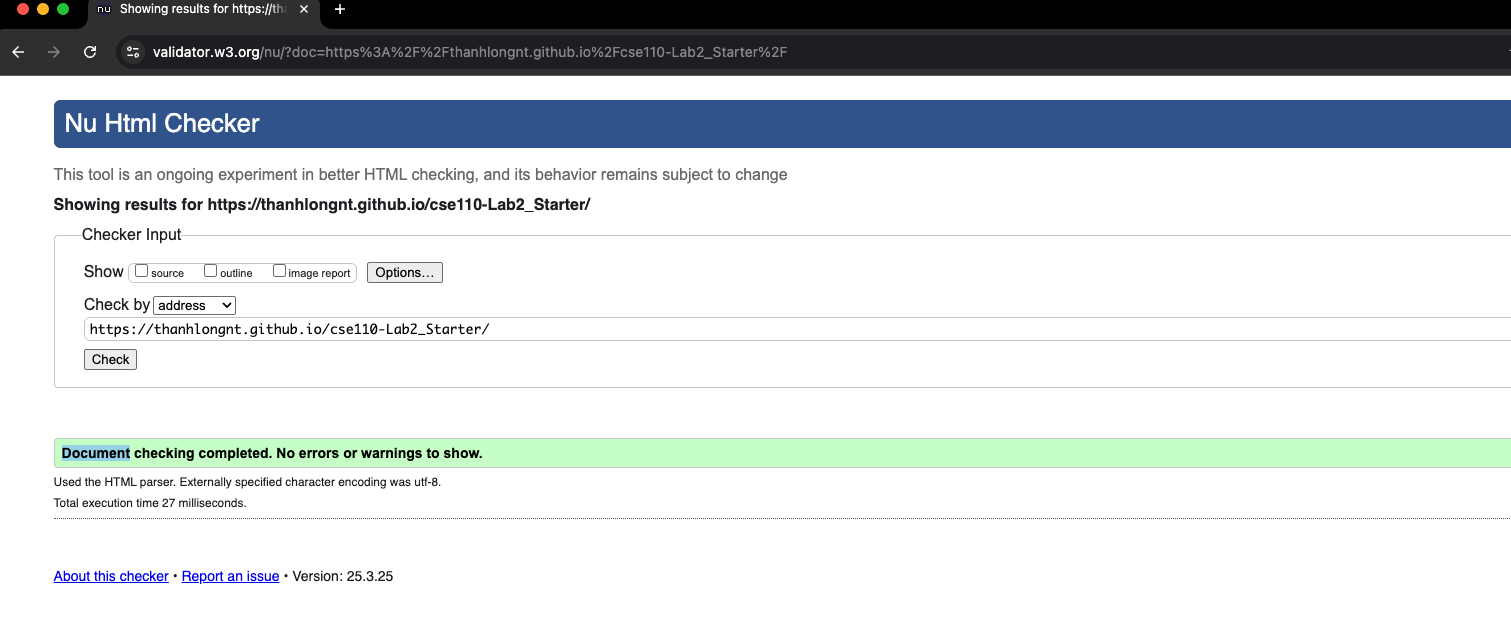 nu Showing results for https://tha
validator.w3.org/nu/?doc=https%3A%2F%2Fthanhlongnt.github.io%2Fcse110-Lab2_Starter%2F
Nu Html Checker
This tool is an ongoing experiment in better HTML checking, and its behavior remains subject to change
Showing results for https://thanhlongnt.github.io/cse110-Lab2_Starter/
Checker Input
Show source outline image report Options...
Check by address
https://thanhlongnt.github.io/cse110-Lab2_Starter/
Check
Document checking completed. No errors or warnings to show.
Used the HTML parser. Externally specified character encoding was utf-8.
Total execution time 27 milliseconds.
About this checker • Report an issue • Version: 25.3.25